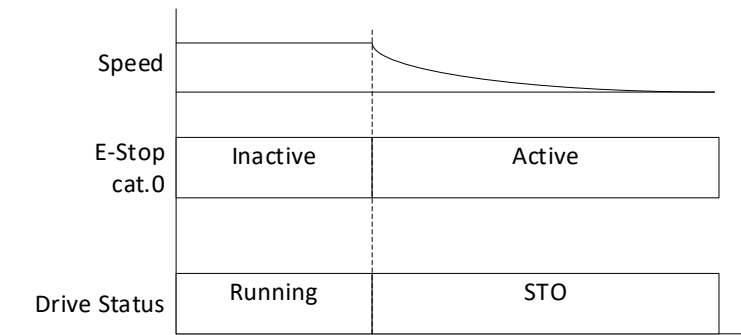 Speed
E-Stop
cat.0
Inactive
Active
Drive Status
Running
STO